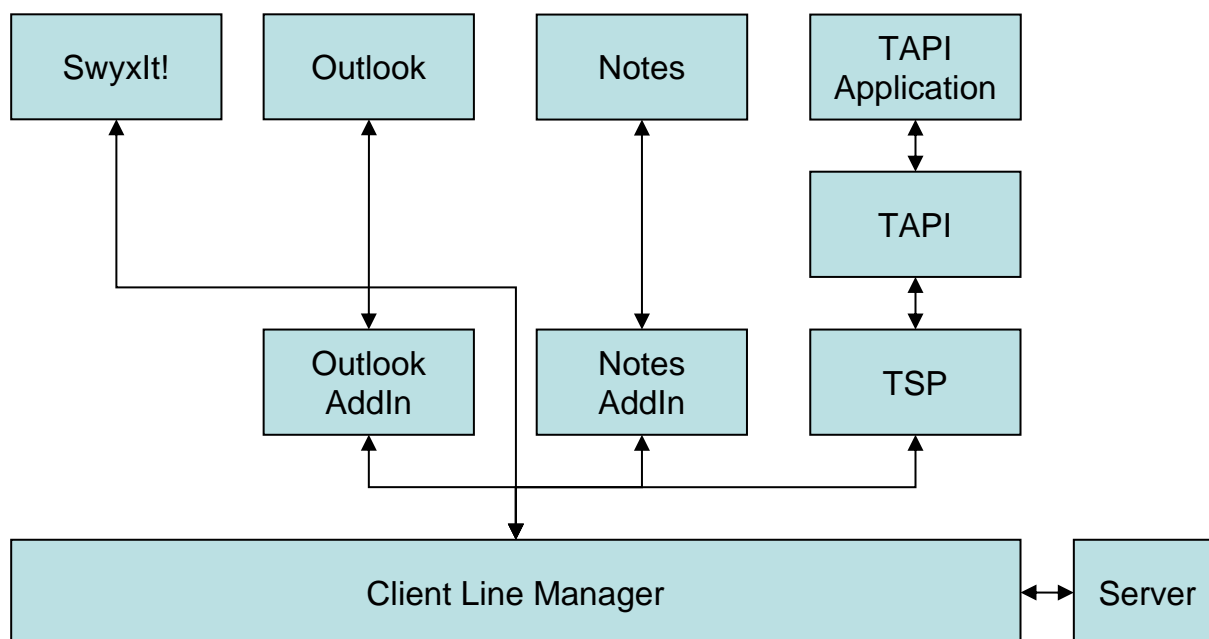 SwyxIt!
Outlook
Notes
TAPI
Application
TAPI
Outlook
AddIn
Notes
AddIn
TSP
Client Line Manager
Server